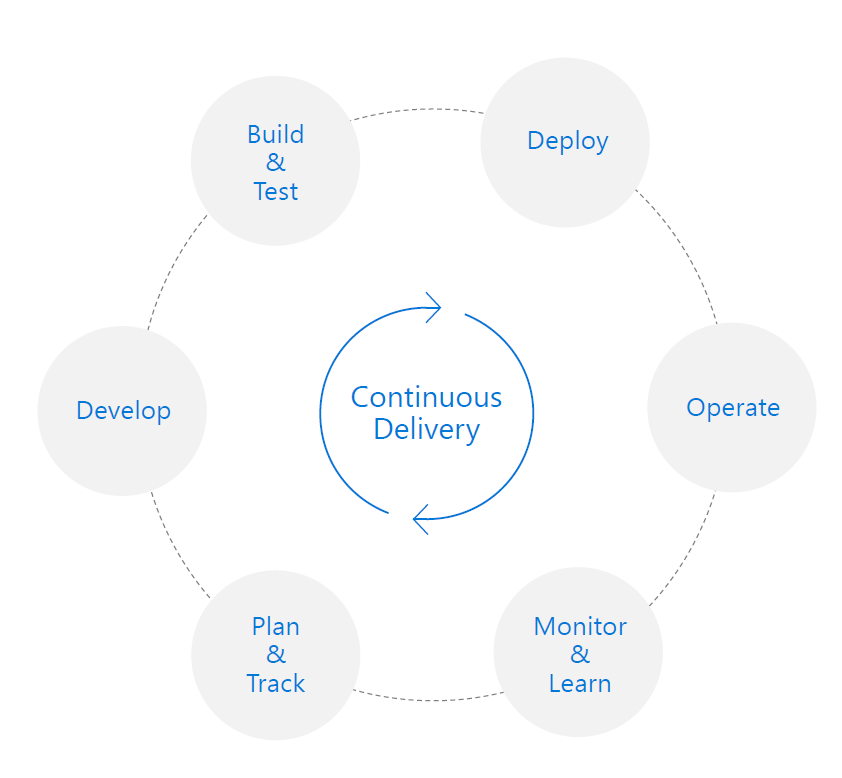 Build
&
Test
Deploy
Develop
Continuous
Delivery
Operate
Plan
&
Track
Monitor
&
Learn